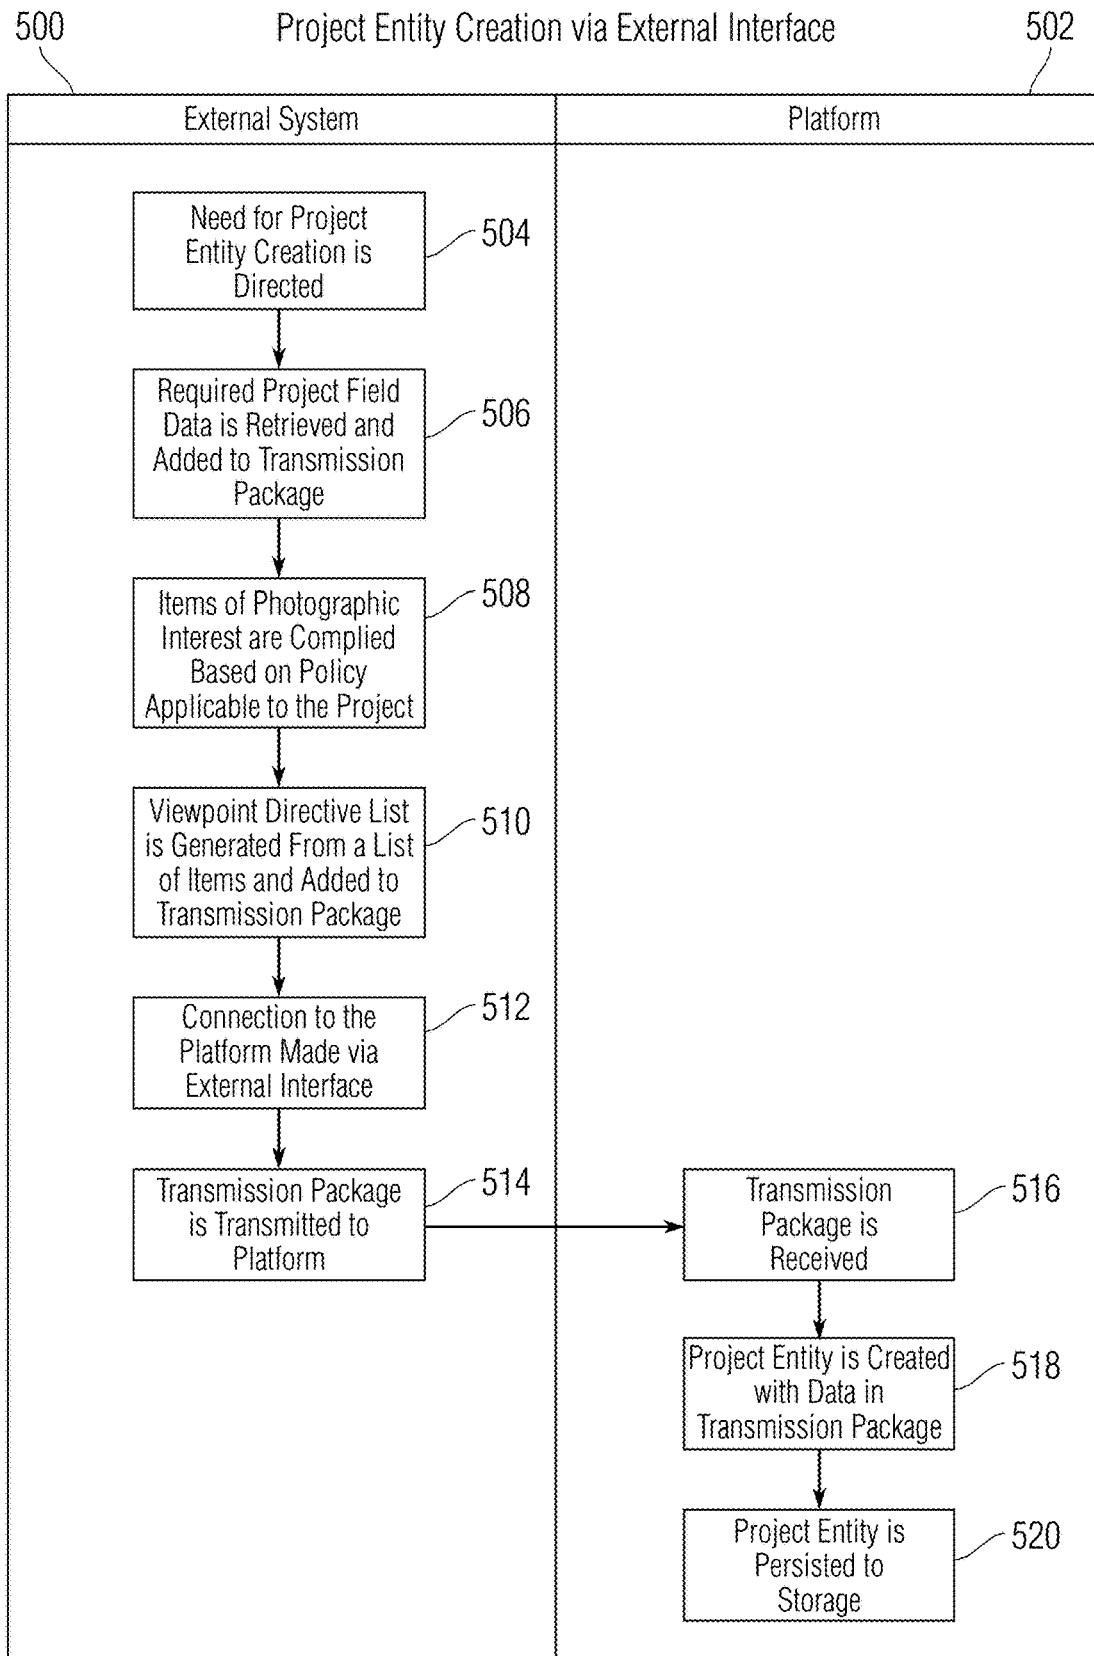 500
Project Entity Creation via External Interface
502
External System
Platform
Need for Project
Entity Creation is
Directed
504
Required Project Field
Data is Retrieved and
Added to Transmission
Package
506
Items of Photographic
Interest are Complied
Based on Policy
Applicable to the Project
508
Viewpoint Directive List
is Generated From a List
of Items and Added to
Transmission Package
510
Connection to the
Platform Made via
External Interface
512
Transmission Package
is Transmitted to
Platform
514
Transmission
Package is
Received
516
Project Entity is Created
with Data in
Transmission Package
518
Project Entity is
Persisted to
Storage
520